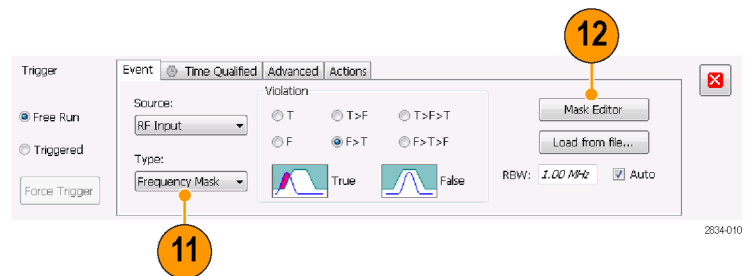 12
Trigger
Event Time Qualified Advanced Actions
Violation
Source:
Free Run
RF Input
T T>F T>F>T
Mask Editor
Triggered
F F>T F>T>F
Load from file...
Type:
Force Trigger
Frequency Mask
True False
RBW: 1.00 MHz Auto
11
2834-010